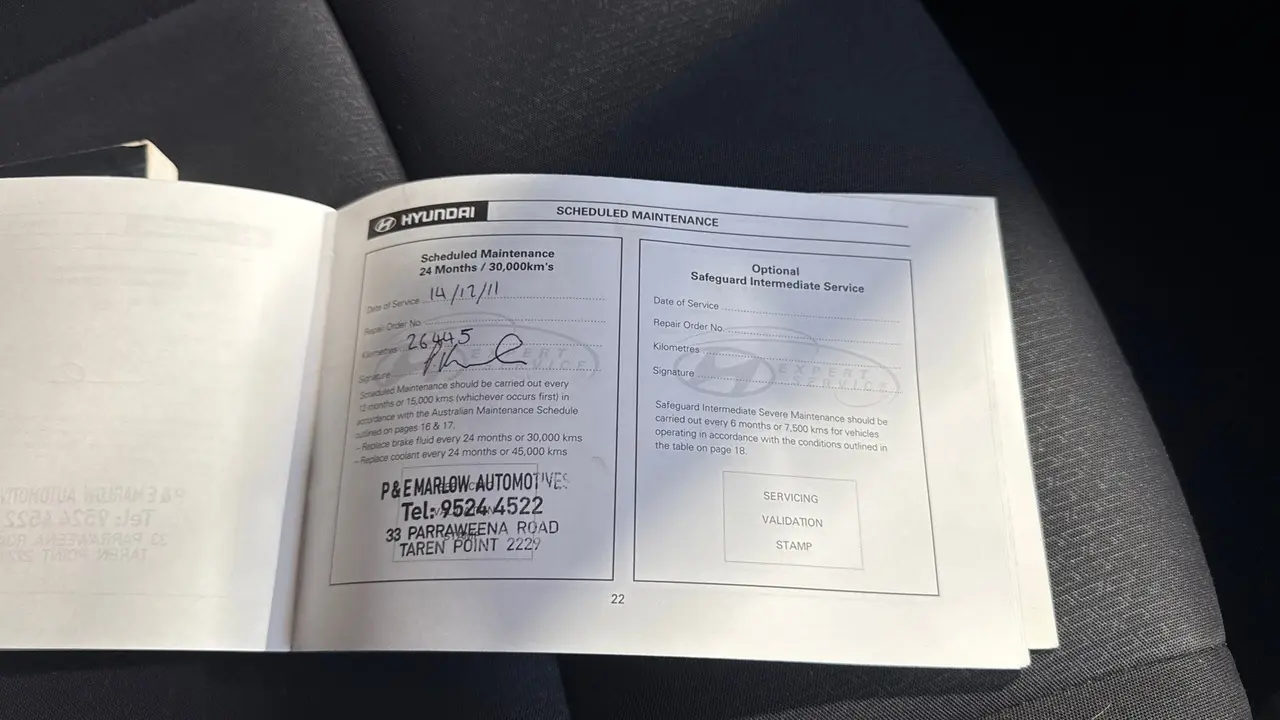 HYUNDAI
SCHEDULED MAINTENANCE
Scheduled Maintenance
24 Months / 30,000km's
Date of Service 14/12/11
Repair Order No.
Kilometres 26445
Signature
EXPERT
SERVICE
Scheduled Maintenance should be carried out every
12 months or 15,000 kms (whichever occurs first) in
accordance with the Australian Maintenance Schedule
outlined on pages 16 & 17.
– Replace brake fluid every 24 months or 30,000 kms
– Replace coolant every 24 months or 45,000 kms
P & E MARLOW AUTOMOTIVES
Tel: 9524 4522
33 PARRAWEENA ROAD
TAREN POINT 2229
Optional
Safeguard Intermediate Service
Date of Service
Repair Order No.
Kilometres
Signature
EXPERT
SERVICE
Safeguard Intermediate Severe Maintenance should be
carried out every 6 months or 7,500 kms for vehicles
operating in accordance with the conditions outlined in
the table on page 18.
SERVICING
VALIDATION
STAMP
22